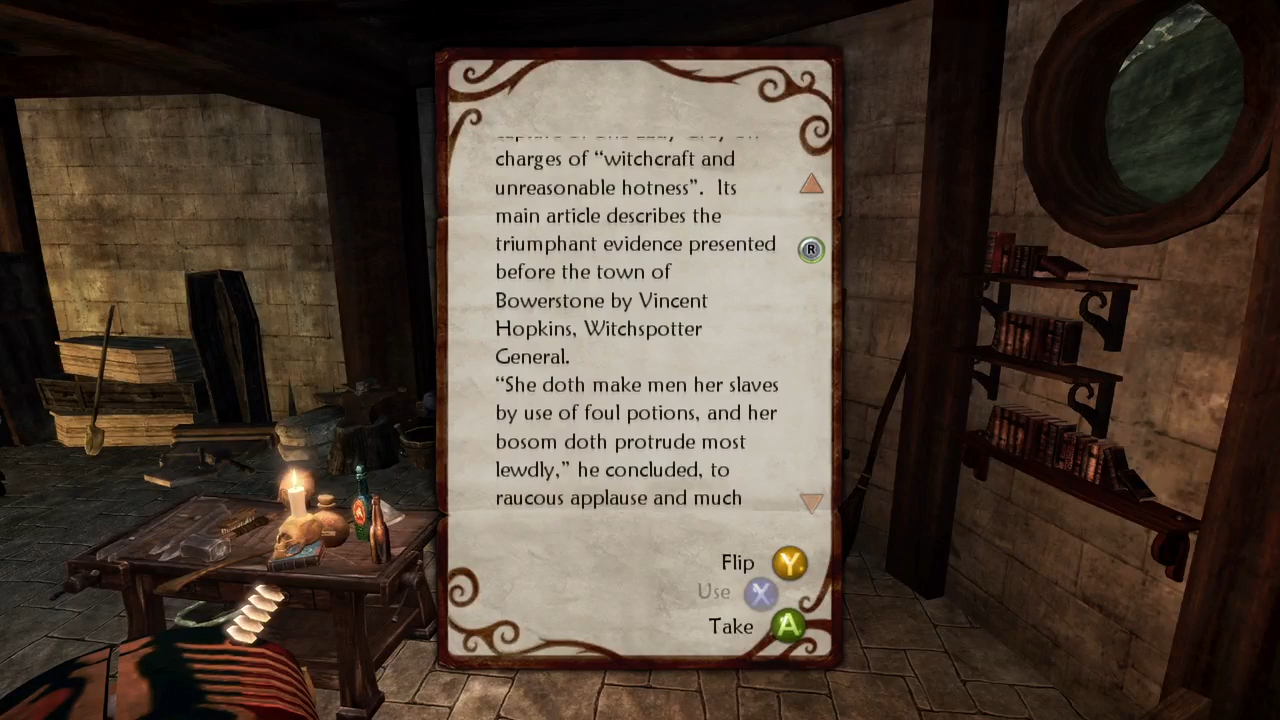 charges of “witchcraft and
unreasonable hotness”.  Its
main article describes the
triumphant evidence presented
before the town of
Bowerstone by Vincent
Hopkins, Witchspotter
General.
“She doth make men her slaves
by use of foul potions, and her
bosom doth protrude most
lewdly,” he concluded, to
raucous applause and much
R
Flip Y
Use X
Take A